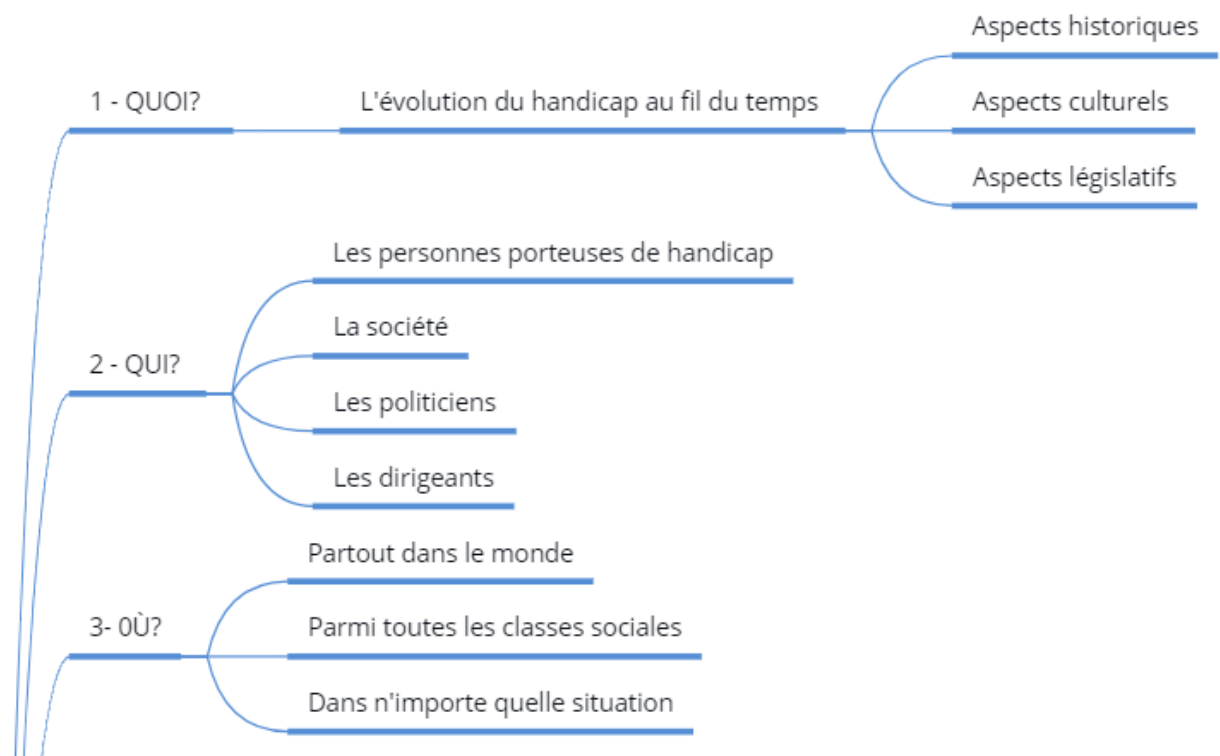 1 - QUOI?
L'évolution du handicap au fil du temps
Aspects historiques
Aspects culturels
Aspects législatifs
2 - QUI?
Les personnes porteuses de handicap
La société
Les politiciens
Les dirigeants
3- 0Ù?
Partout dans le monde
Parmi toutes les classes sociales
Dans n'importe quelle situation